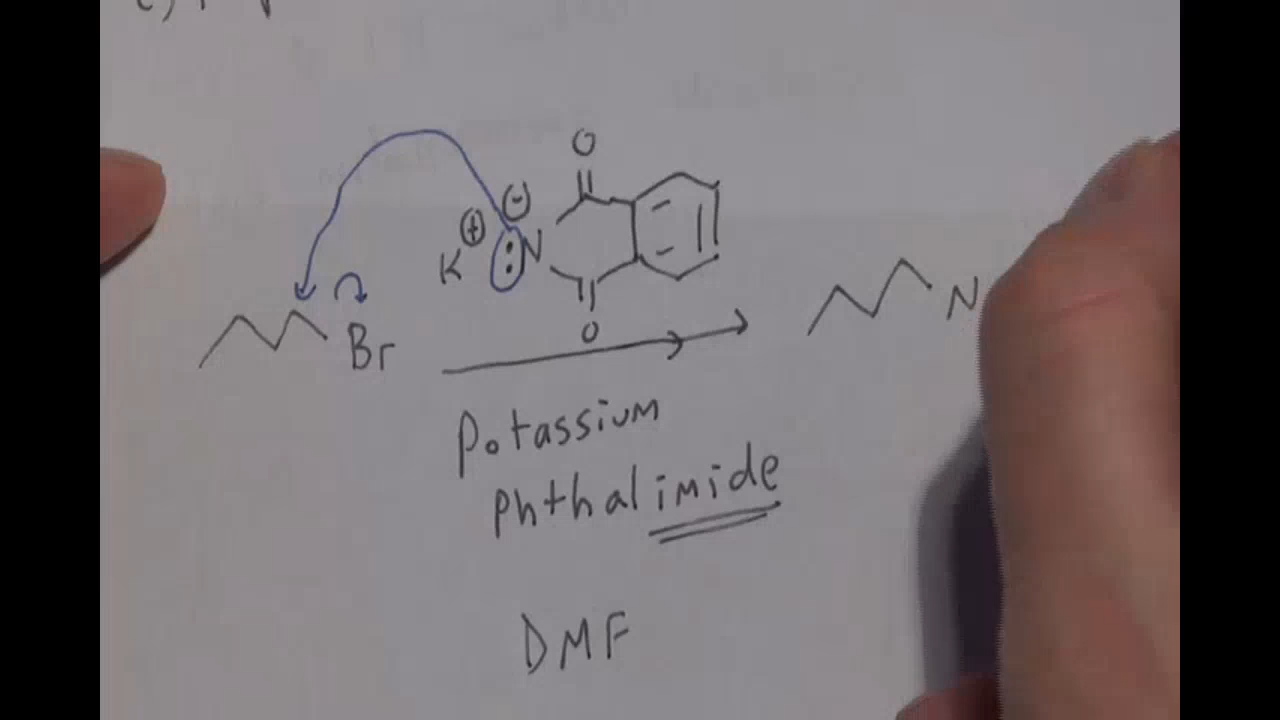 O
⊖
⊕
K : N
O
Br
N
Potassium
phthalimide
DMF